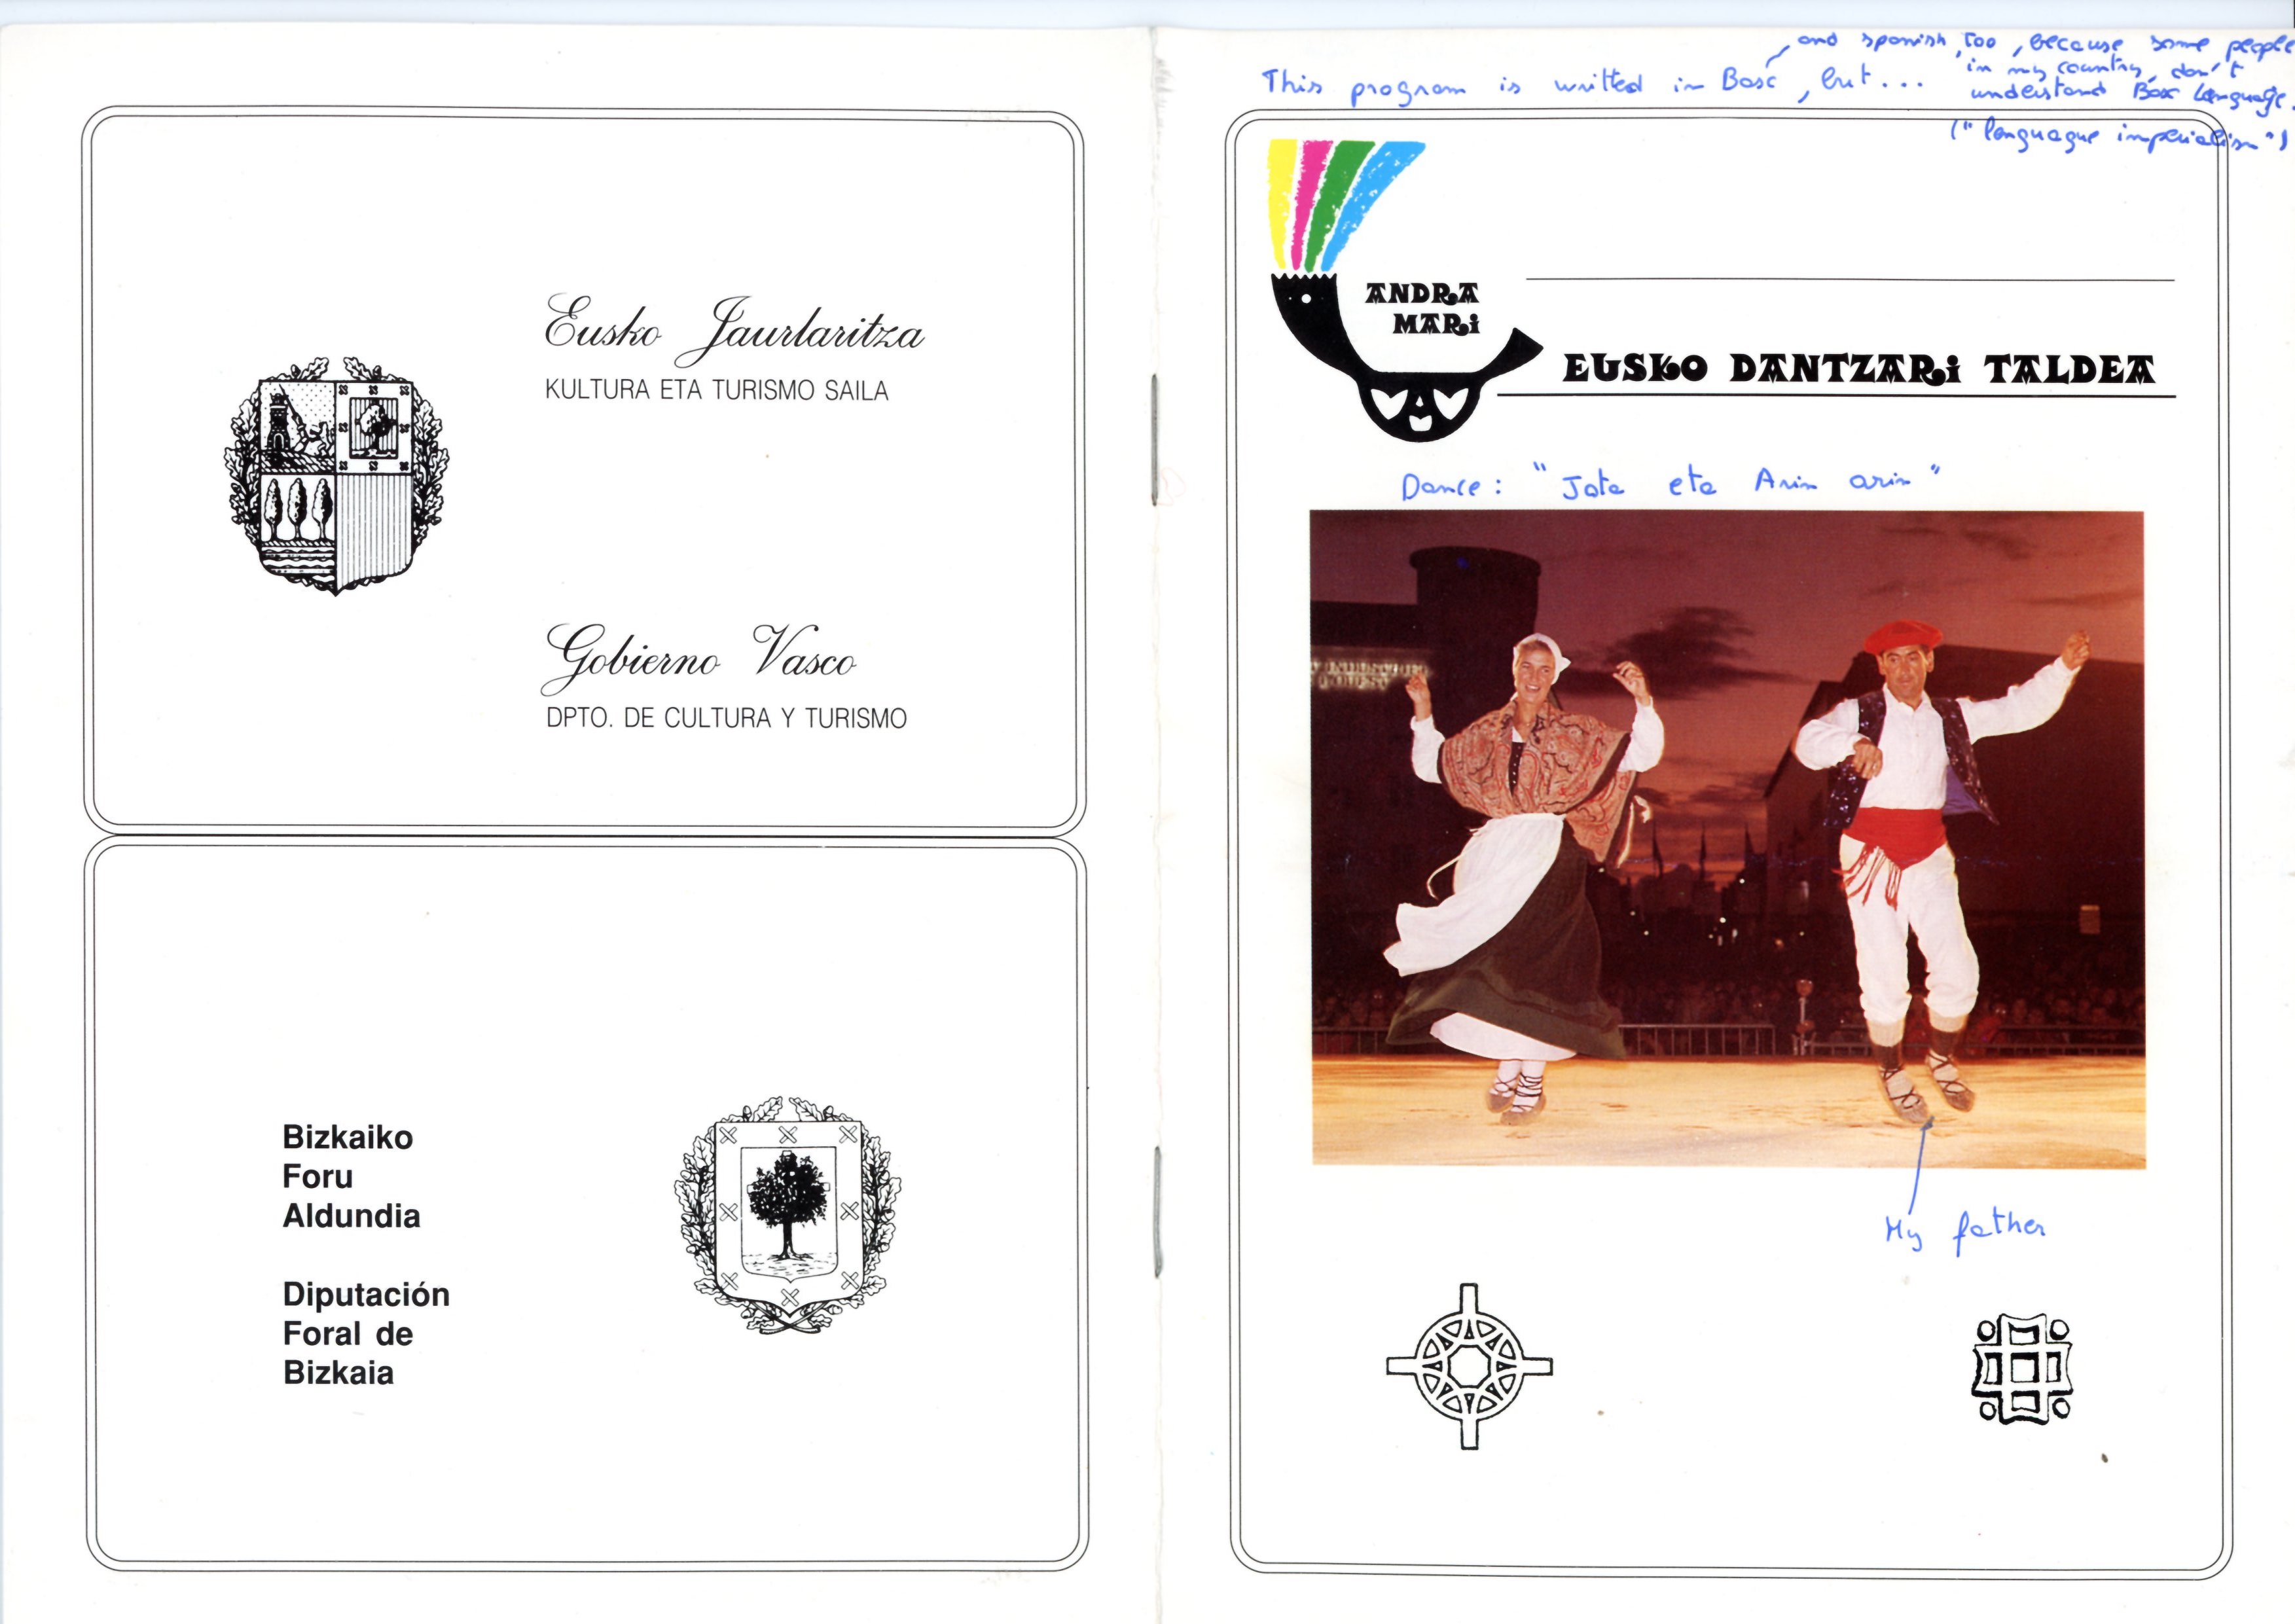 Eusko Jaurlaritza
KULTURA ETA TURISMO SAILA
Gobierno Vasco
DPTO. DE CULTURA Y TURISMO
Bizkaiko
Foru
Aldundia
Diputación
Foral de
Bizkaia
and spanish too, because some people
This program is writted in Basc, but... in my country, don't
understand Basc lenguage.
("lenguague imperialism")
ANDRA
MARi
EUSKO DANTZARi TALDEA
Dance: "Jota eta Arin arin"
My father